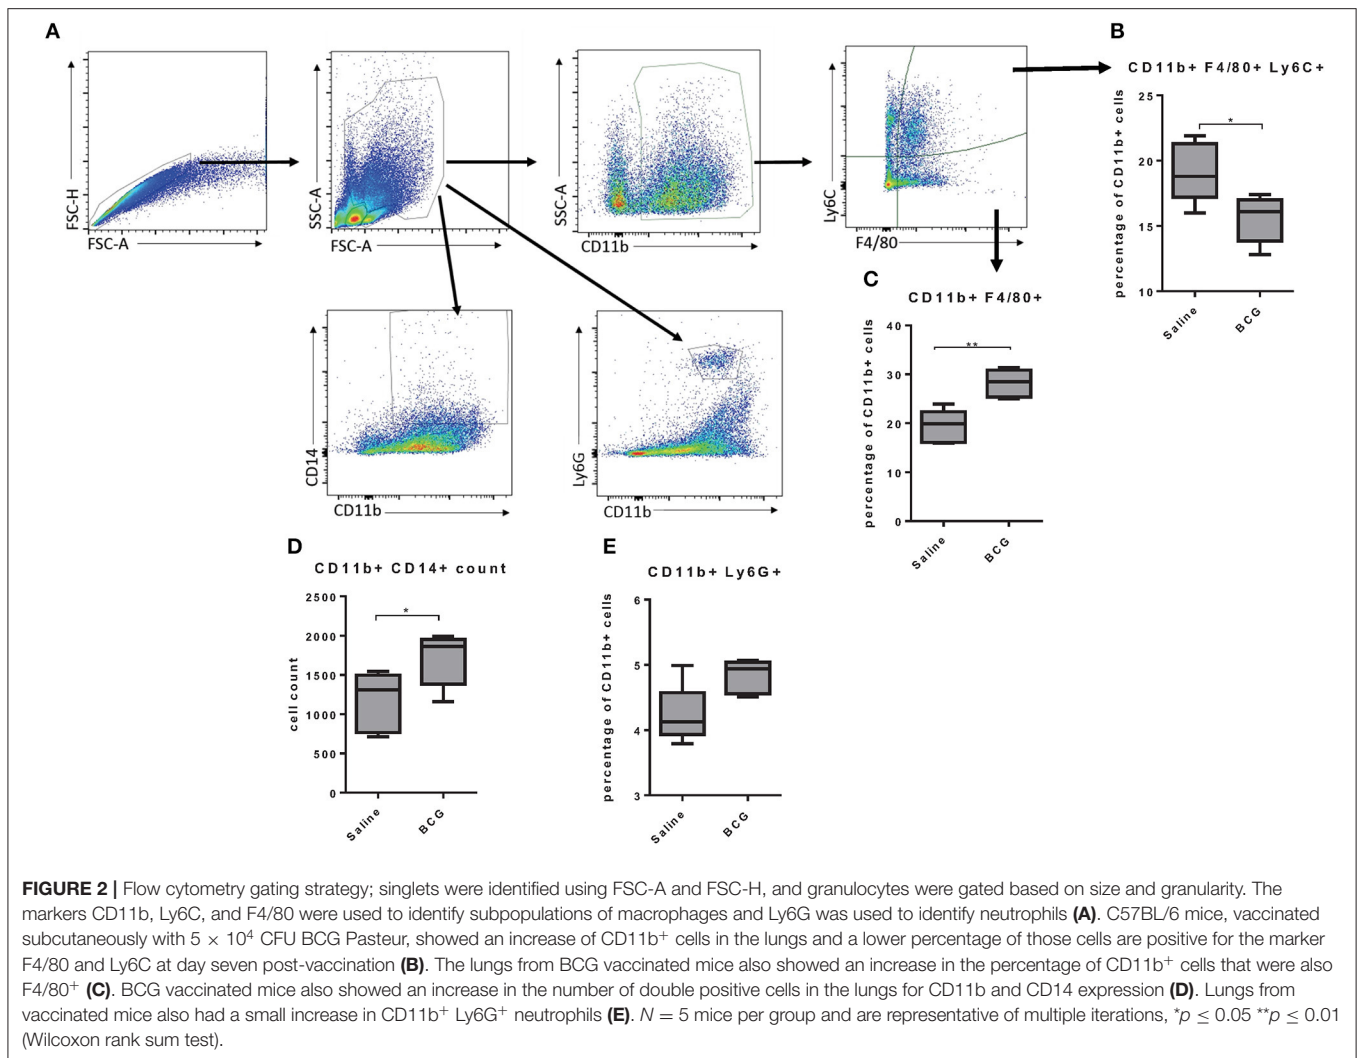 A
B
CD11b+ F4/80+ Ly6C+
percentage of CD11b+ cells
25
20
15
10
*
Saline
BCG
FSC-H
FSC-A
SSC-A
FSC-A
SSC-A
CD11b
Ly6C
F4/80
C
CD11b+ F4/80+
percentage of CD11b+ cells
40
30
20
10
0
**
Saline
BCG
CD14
CD11b
Ly6G
CD11b
D
CD11b+ CD14+ count
cell count
2500
2000
1500
1000
500
0
*
Saline
BCG
E
CD11b+ Ly6G+
percentage of CD11b+ cells
6
5
4
3
Saline
BCG
FIGURE 2 | Flow cytometry gating strategy; singlets were identified using FSC-A and FSC-H, and granulocytes were gated based on size and granularity. The
markers CD11b, Ly6C, and F4/80 were used to identify subpopulations of macrophages and Ly6G was used to identify neutrophils (A). C57BL/6 mice, vaccinated
subcutaneously with 5 × 10⁴ CFU BCG Pasteur, showed an increase of CD11b⁺ cells in the lungs and a lower percentage of those cells are positive for the marker
F4/80 and Ly6C at day seven post-vaccination (B). The lungs from BCG vaccinated mice also showed an increase in the percentage of CD11b⁺ cells that were also
F4/80⁺ (C). BCG vaccinated mice also showed an increase in the number of double positive cells in the lungs for CD11b and CD14 expression (D). Lungs from
vaccinated mice also had a small increase in CD11b⁺ Ly6G⁺ neutrophils (E). N = 5 mice per group and are representative of multiple iterations, *p ≤ 0.05 **p ≤ 0.01
(Wilcoxon rank sum test).